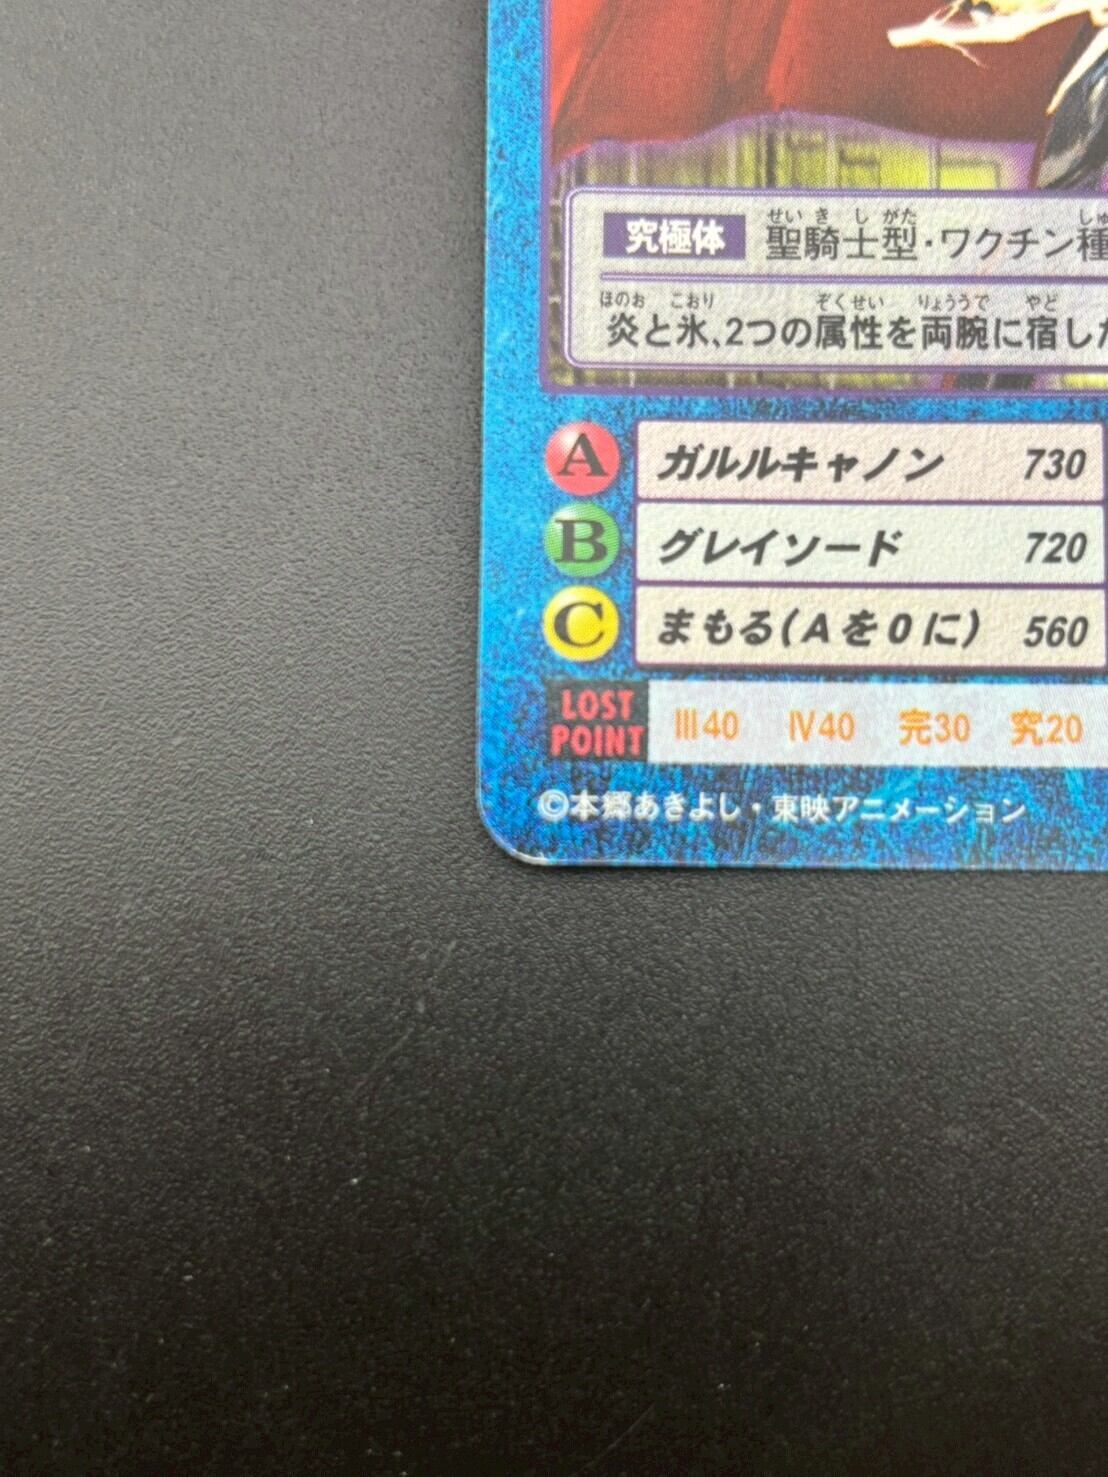 せいきしがた しゅ
究極体 聖騎士型・ワクチン種
ほのお こおり ぞくせい りょううで やど
炎と氷、2つの属性を両腕に宿した
A ガルルキャノン 730
B グレイソード 720
C まもる(Aを0に) 560
LOST POINT Ⅲ40 Ⅳ40 完30 究20
©本郷あきよし・東映アニメーション